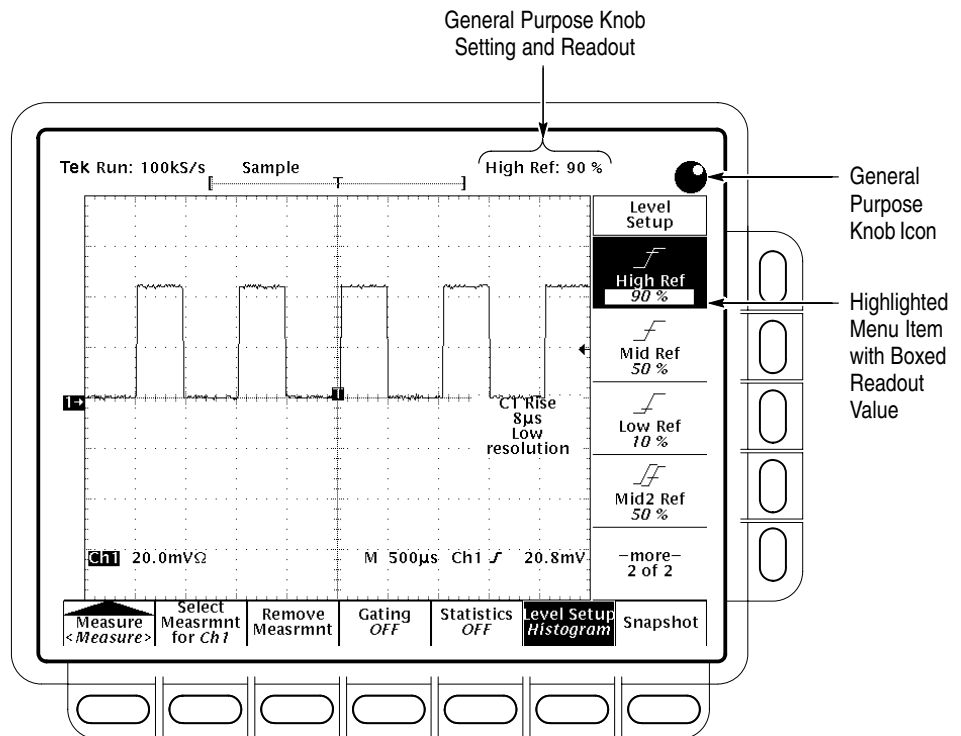 General Purpose Knob
Setting and Readout
Tek Run: 100kS/s Sample High Ref: 90 %
[ T ]
General
Purpose
Knob Icon
Level
Setup
High Ref
90 %
Highlighted
Menu Item
with Boxed
Readout
Value
Mid Ref
50 %
Low Ref
10 %
Mid2 Ref
50 %
-more-
2 of 2
T
1→
C1 Rise
8µs
Low
resolution
Ch1 20.0mVΩ M 500µs Ch1 20.8mV
Measure
<Measure>
Select
Measrmnt
for Ch1
Remove
Measrmnt
Gating
OFF
Statistics
OFF
Level Setup
Histogram
Snapshot